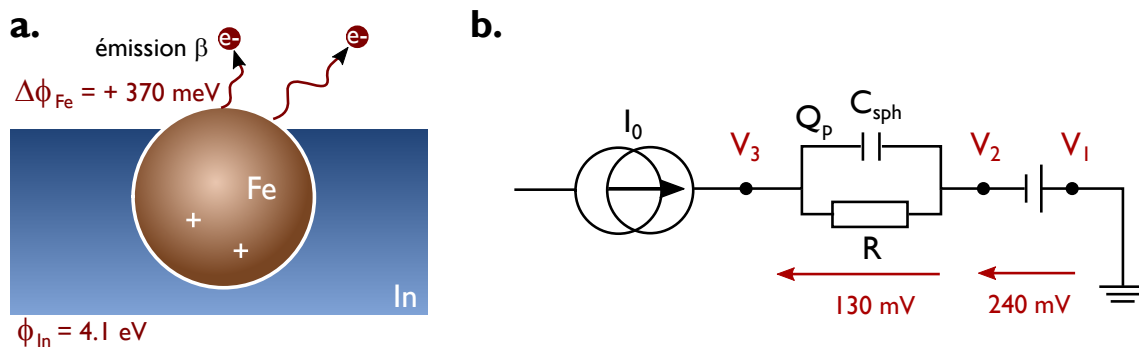 a.
émission β
e-
e-
Δϕ Fe = + 370 meV
Fe
+
+
In
ϕ In = 4.1 eV
b.
I0
V3
Qp
Csph
R
V2
V1
130 mV
240 mV